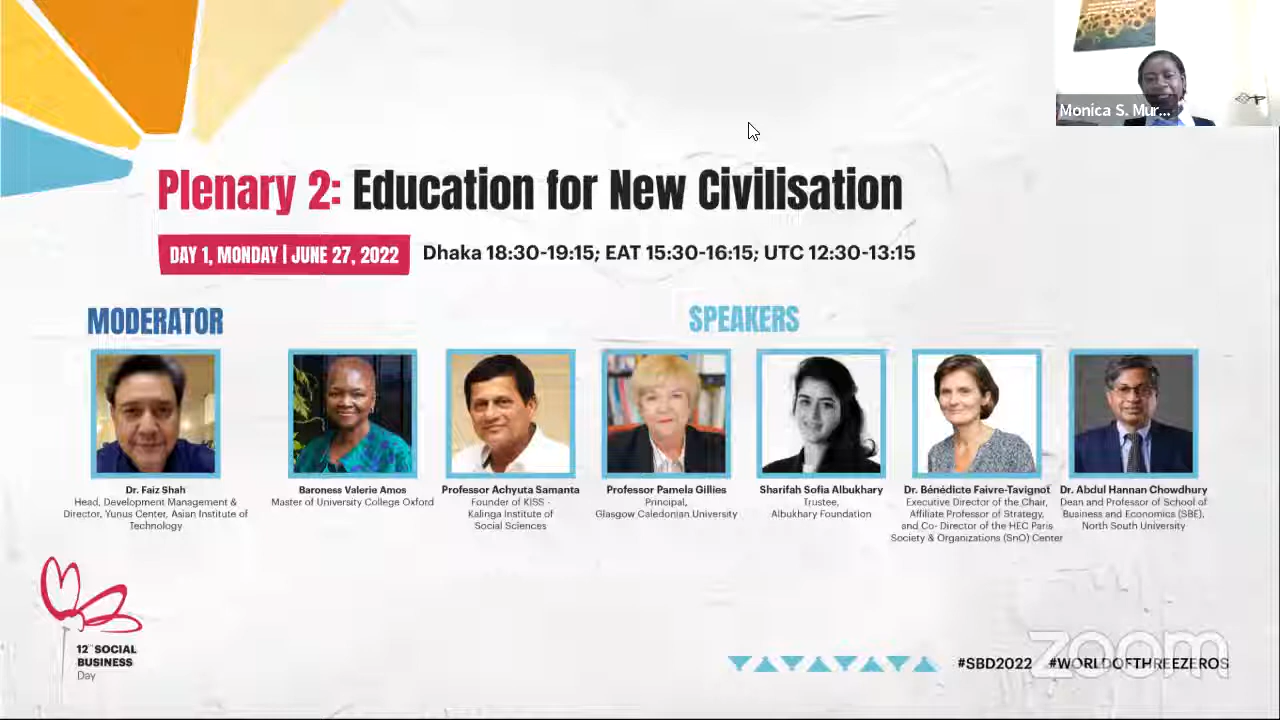 Monica S. Mur...
Plenary 2: Education for New Civilisation
DAY 1, MONDAY | JUNE 27, 2022
Dhaka 18:30-19:15; EAT 15:30-16:15; UTC 12:30-13:15
MODERATOR
SPEAKERS
Dr. Faiz Shah
Head, Development Management &
Director, Yunus Center, Asian Institute of
Technology
Baroness Valerie Amos
Master of University College Oxford
Professor Achyuta Samanta
Founder of KISS -
Kalinga Institute of
Social Sciences
Professor Pamela Gillies
Principal,
Glasgow Caledonian University
Sharifah Sofia Albukhary
Trustee,
Albukhary Foundation
Dr. Bénédicte Faivre-Tavignot
Executive Director of the Chair,
Affiliate Professor of Strategy,
and Co- Director of the HEC Paris
Society & Organizations (SnO) Center
Dr. Abdul Hannan Chowdhury
Dean and Professor of School of
Business and Economics (SBE),
North South University
12 SOCIAL
BUSINESS
Day
#SBD2022 #WORLDOFTHREEZEROS
zoom